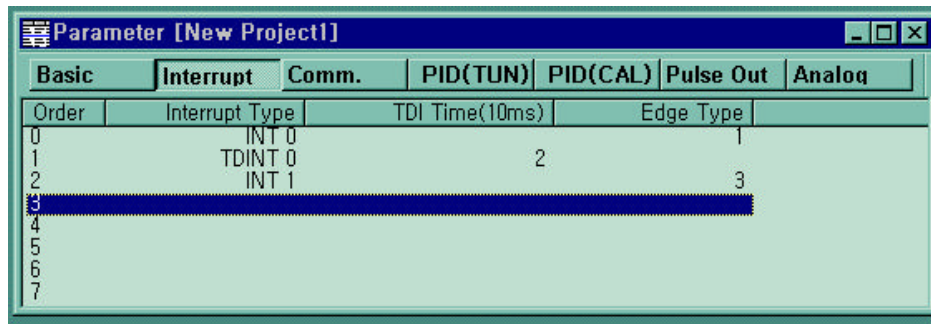 Parameter [New Project1]
Basic Interrupt Comm. PID(TUN) PID(CAL) Pulse Out Analog
Order Interrupt Type TDI Time(10ms) Edge Type
0 INT 0 1
1 TDINT 0 2
2 INT 1 3
3
4
5
6
7